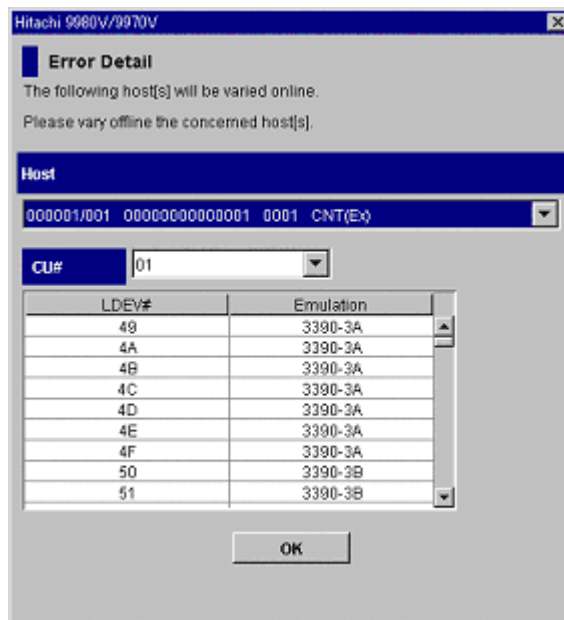 Hitachi 9980V/9970V
Error Detail
The following host[s] will be varied online.
Please vary offline the concerned host[s].
Host
000001/001 00000000000001 0001 CNT(Ex)
CU# 01
LDEV# Emulation
49 3390-3A
4A 3390-3A
4B 3390-3A
4C 3390-3A
4D 3390-3A
4E 3390-3A
4F 3390-3A
50 3390-3B
51 3390-3B
OK